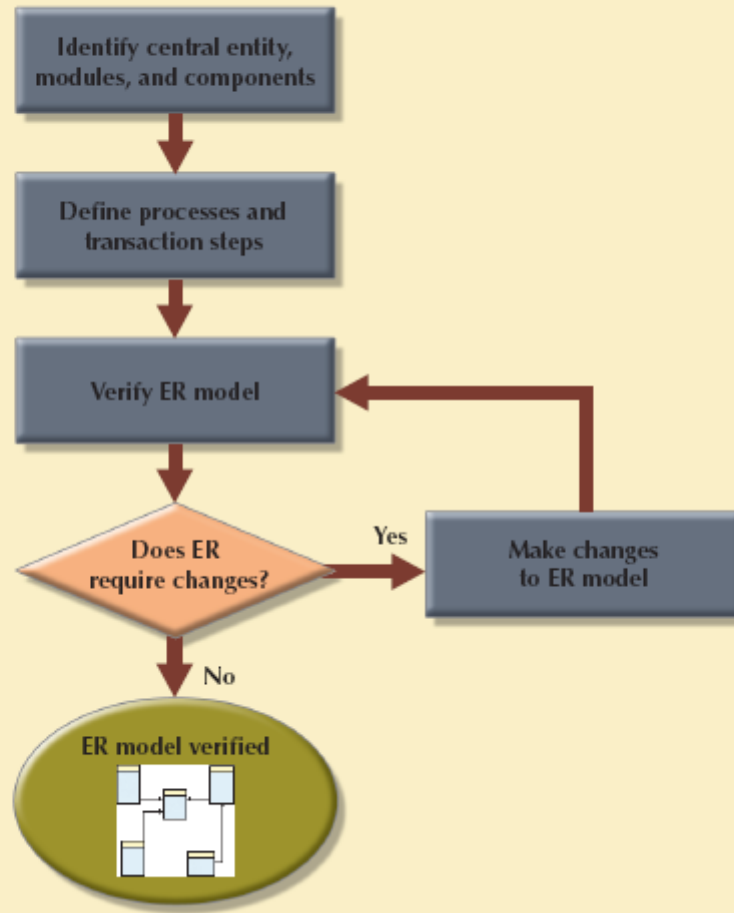 Identify central entity,
modules, and components
Define processes and
transaction steps
Verify ER model
Does ER
require changes?
Yes
Make changes
to ER model
No
ER model verified